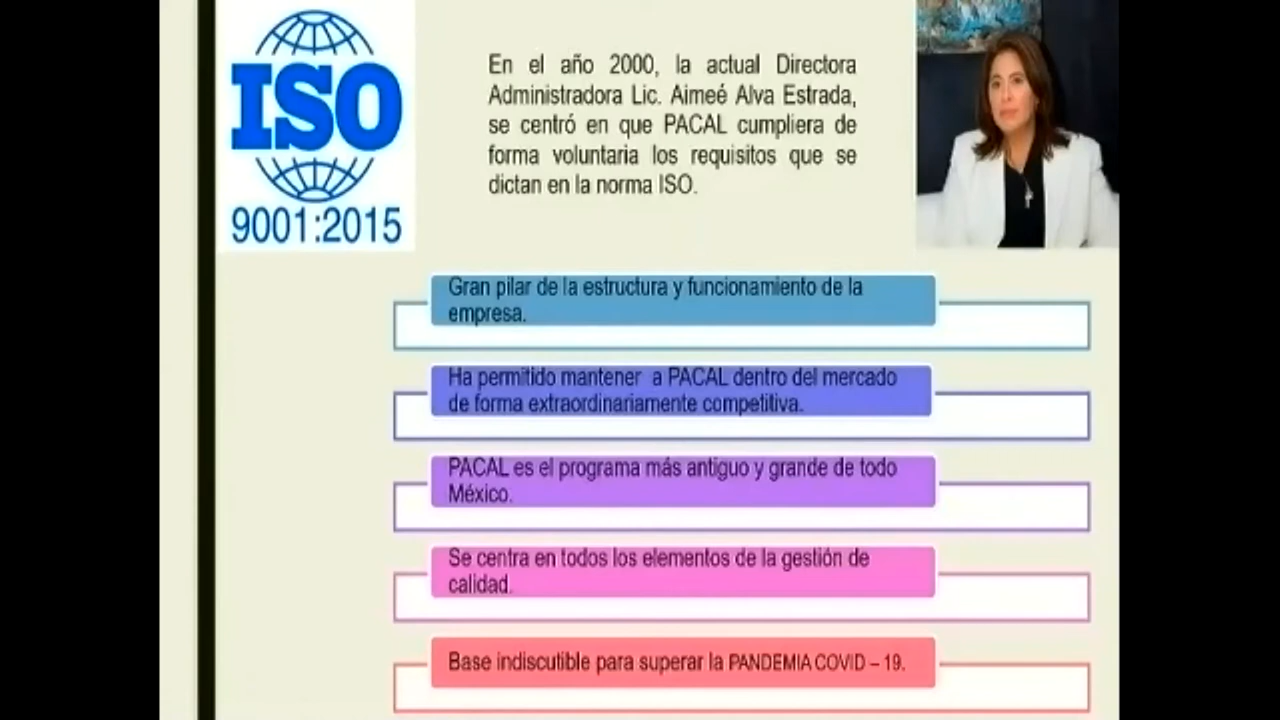 ISO
9001:2015
En el año 2000, la actual Directora
Administradora Lic. Aimeé Alva Estrada,
se centró en que PACAL cumpliera de
forma voluntaria los requisitos que se
dictan en la norma ISO.
Gran pilar de la estructura y funcionamiento de la
empresa.
Ha permitido mantener a PACAL dentro del mercado
de forma extraordinariamente competitiva.
PACAL es el programa más antiguo y grande de todo
México.
Se centra en todos los elementos de la gestión de
calidad.
Base indiscutible para superar la PANDEMIA COVID – 19.